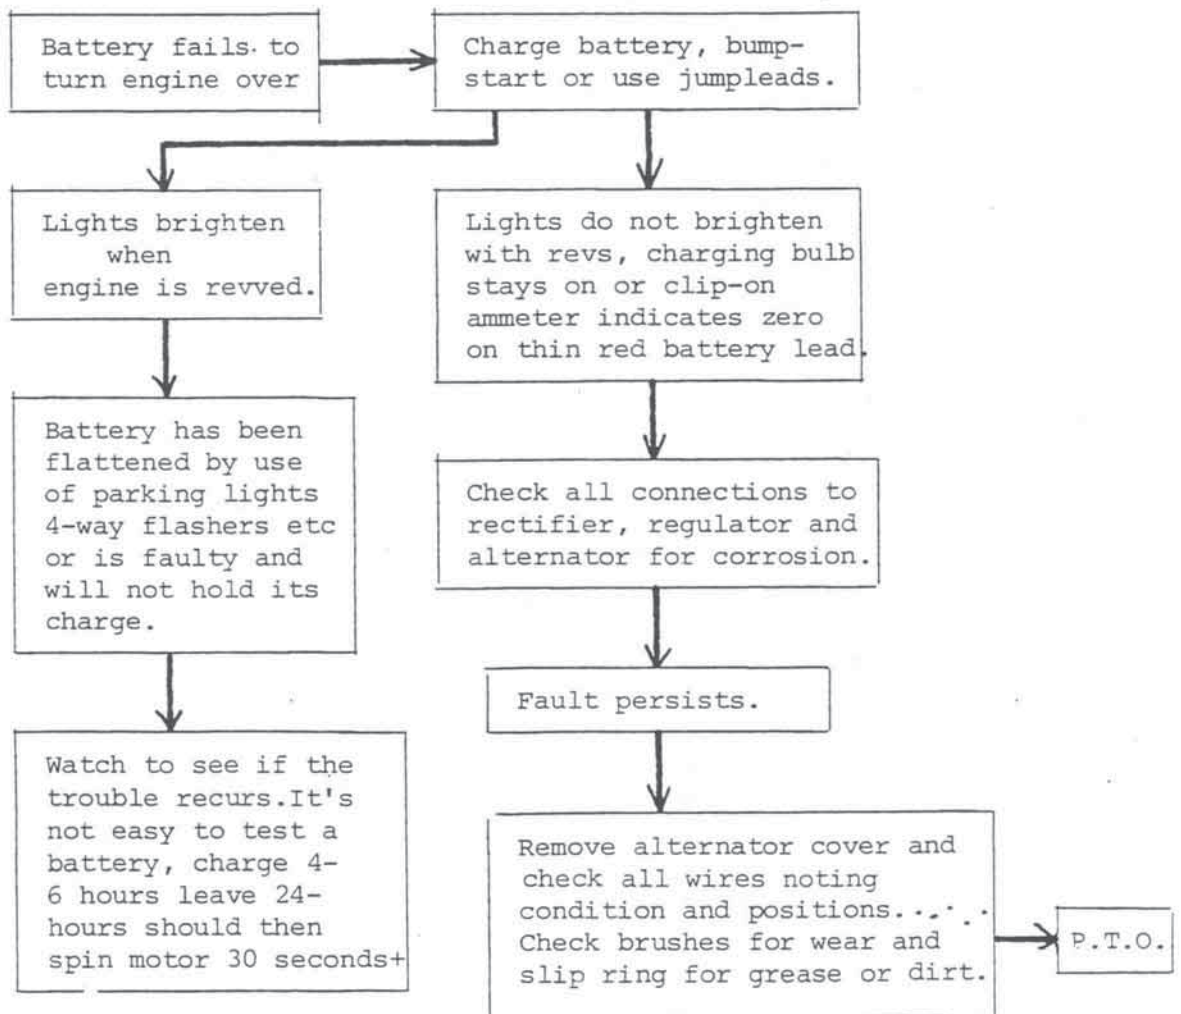 Battery fails to
turn engine over
Charge battery, bump-
start or use jumpleads.
Lights brighten
when
engine is revved.
Lights do not brighten
with revs, charging bulb
stays on or clip-on
ammeter indicates zero
on thin red battery lead.
Battery has been
flattened by use
of parking lights
4-way flashers etc
or is faulty and
will not hold its
charge.
Check all connections to
rectifier, regulator and
alternator for corrosion.
Fault persists.
Watch to see if the
trouble recurs.It's
not easy to test a
battery, charge 4-
6 hours leave 24-
hours should then
spin motor 30 seconds+
Remove alternator cover and
check all wires noting
condition and positions......
Check brushes for wear and
slip ring for grease or dirt.
P.T.O.